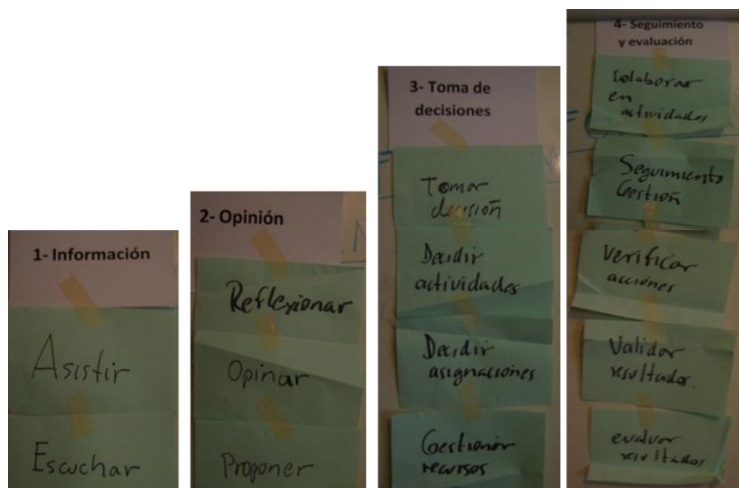 1- Información
Asistir
Escuchar
2- Opinión
Reflexionar
Opinar
Proponer
3- Toma de
decisiones
Tomar
decisión
Decidir
actividades
Decidir
asignaciones
Gestionar
recursos
4- Seguimiento
y evaluación
Colaborar
en
actividades
Seguimiento
Gestión
Verificar
acciones
Validar
resultados.
evaluar
resultados